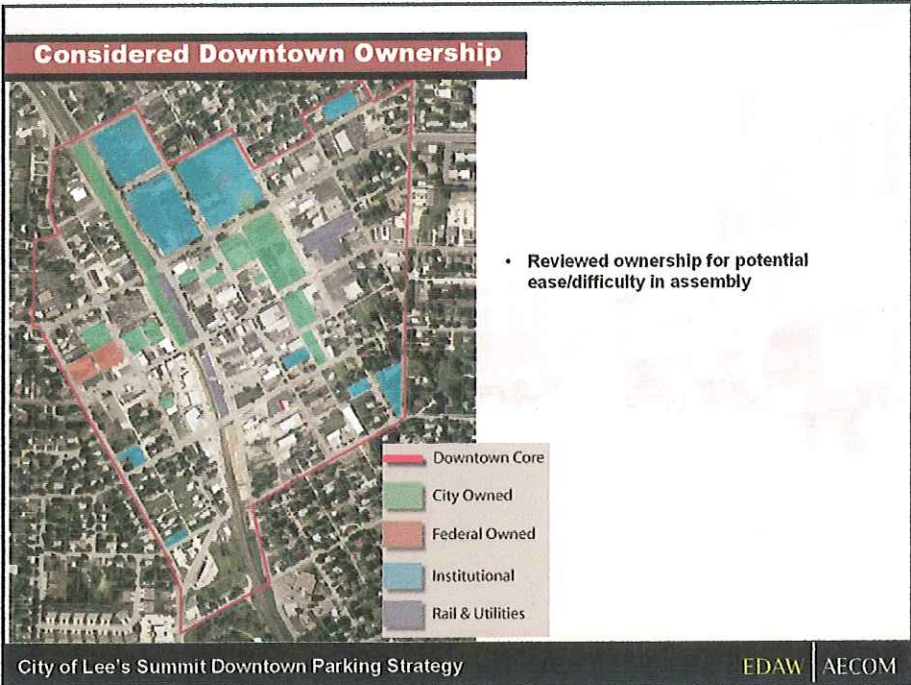 Considered Downtown Ownership
• Reviewed ownership for potential
ease/difficulty in assembly
Downtown Core
City Owned
Federal Owned
Institutional
Rail & Utilities
City of Lee's Summit Downtown Parking Strategy
EDAW | AECOM